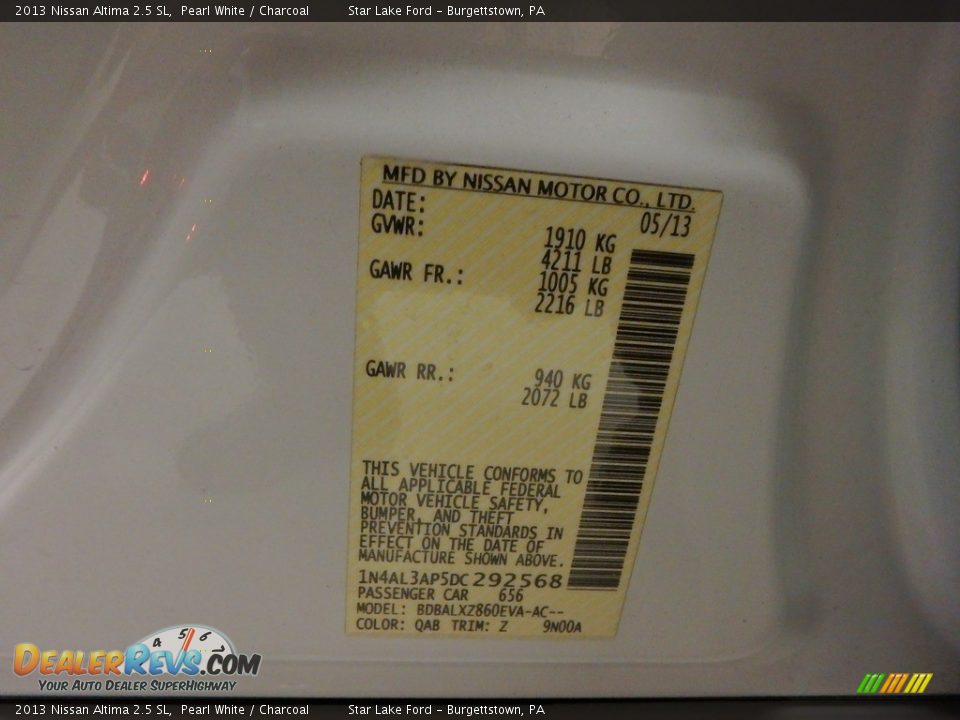 2013 Nissan Altima 2.5 SL, Pearl White / Charcoal Star Lake Ford - Burgettstown, PA
MFD BY NISSAN MOTOR CO., LTD.
DATE: 05/13
GVWR: 1910 KG
4211 LB
GAWR FR.: 1005 KG
2216 LB
GAWR RR.: 940 KG
2072 LB
THIS VEHICLE CONFORMS TO
ALL APPLICABLE FEDERAL
MOTOR VEHICLE SAFETY,
BUMPER, AND THEFT
PREVENTION STANDARDS IN
EFFECT ON THE DATE OF
MANUFACTURE SHOWN ABOVE.
1N4AL3AP5DC292568
PASSENGER CAR 656
MODEL: BDBALXZ860EVA-AC--
COLOR: QAB TRIM: Z 9N00A
4 5 6
DEALERREVS.COM
YOUR AUTO DEALER SUPERHIGHWAY
2013 Nissan Altima 2.5 SL, Pearl White / Charcoal Star Lake Ford - Burgettstown, PA